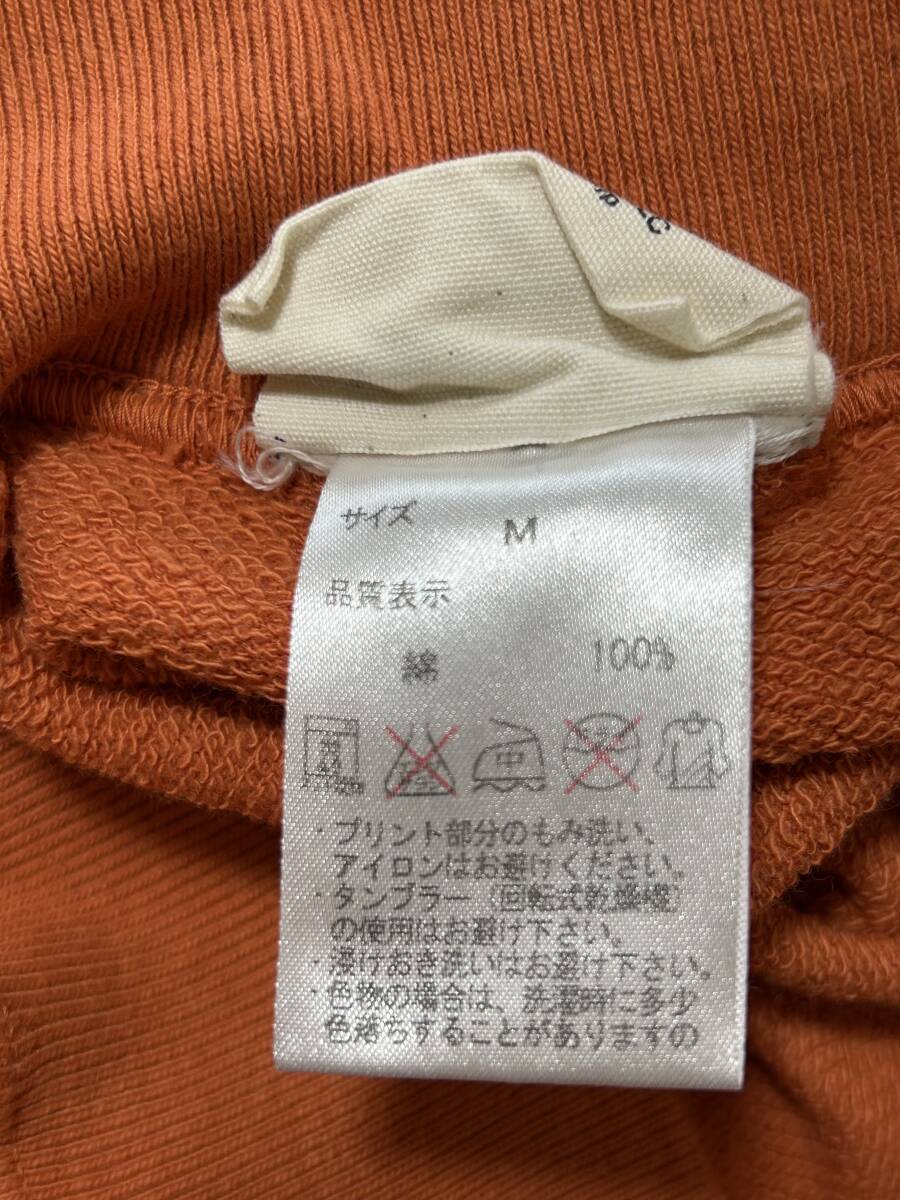 サイズ M
品質表示
綿 100%
中
・プリント部分のもみ洗い、
アイロンはお避けください。
・タンブラー（回転式乾燥機）
の使用はお避け下さい。
・浸けおき洗いはお避け下さい。
・色物の場合は、洗濯時に多少
色落ちすることがありますの